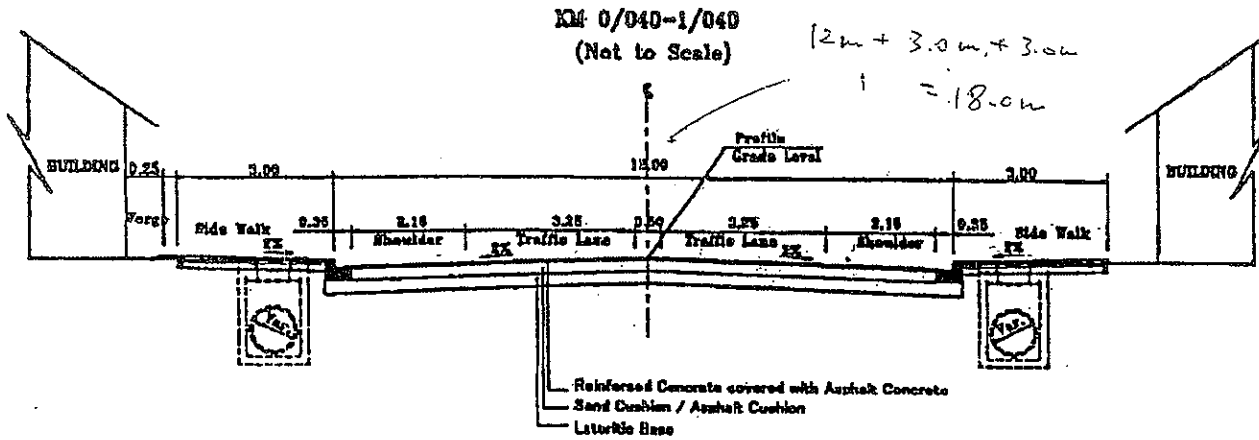 KM 0/040-1/040
(Not to Scale)
12m + 3.0m + 3.0m
= 18.0m
Profile
Grade Level
BUILDING 0.25 3.00 12.00 3.00 BUILDING
Verge Side Walk 0.35 2.15 3.25 0.50 3.25 2.15 0.35 Side Walk
Shoulder Traffic Lane Traffic Lane Shoulder
2% 2% 2% 2%
Var. Var.
Reinforsed Concrete covered with Asphalt Concrete
Sand Cushion / Asphalt Cushion
Lateritic Base